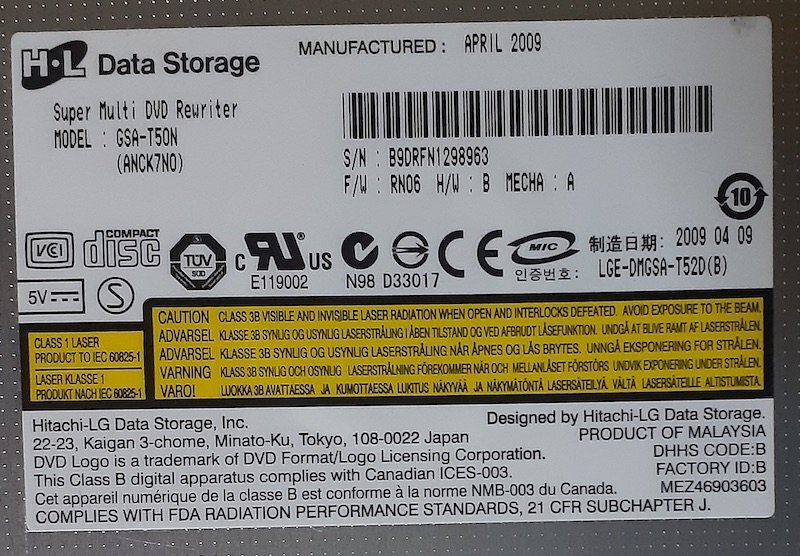 H·L Data Storage
MANUFACTURED : APRIL 2009
Super Multi DVD Rewriter
MODEL : GSA-T50N
(ANCK7N0)
S/N : B9DRFN1298963
F/W : RN06 H/W : B MECHA : A
10
VCI
COMPACT
disc
TUV
SUD
c RU ® US
E119002
N98 D33017
CE
MIC
인증번호:
制造日期: 2009 04 09
LGE-DMGSA-T52D(B)
5V
S
CLASS 1 LASER
PRODUCT TO IEC 60825-1
LASER KLASSE 1
PRODUKT NACH IEC 60825-1
CAUTION CLASS 3B VISIBLE AND INVISIBLE LASER RADIATION WHEN OPEN AND INTERLOCKS DEFEATED. AVOID EXPOSURE TO THE BEAM.
ADVARSEL KLASSE 3B SYNLIG OG USYNLIG LASERSTRÅLING I ÅBEN TILSTAND OG VED AFBRUDT LÅSEFUNKTION. UNDGÅ AT BLIVE RAMT AF LASERSTRÅLEN.
ADVARSEL KLASSE 3B SYNLIG OG USYNLIG LASERSTRÅLING NÅR ÅPNES OG LÅS BRYTES. UNNGÅ EKSPONERING FOR STRÅLEN.
VARNING KLASS 3B SYNLIG OCH OSYNLIG LASERSTRÅLNING FÖREKOMMER NÄR OCH MELLANLÅSET FÖRSTÖRS UNDVIK EXPONERING UNDER STRÅLEN.
VARO! LUOKKA 3B AVATTAESSA JA KUMOTTAESSA LUKITUS NÄKYVÄÄ JA NÄKYMÄTÖNTÄ LASERSÄTEILYÄ. VÄLTÄ LASERSÄTEILLE ALTISTUMISTA.
Hitachi-LG Data Storage, Inc.
22-23, Kaigan 3-chome, Minato-Ku, Tokyo, 108-0022 Japan
DVD Logo is a trademark of DVD Format/Logo Licensing Corporation.
This Class B digital apparatus complies with Canadian ICES-003.
Cet appareil numérique de la classe B est conforme à la norme NMB-003 du Canada.
COMPLIES WITH FDA RADIATION PERFORMANCE STANDARDS, 21 CFR SUBCHAPTER J.
Designed by Hitachi-LG Data Storage.
PRODUCT OF MALAYSIA
DHHS CODE:B
FACTORY ID:B
MEZ46903603